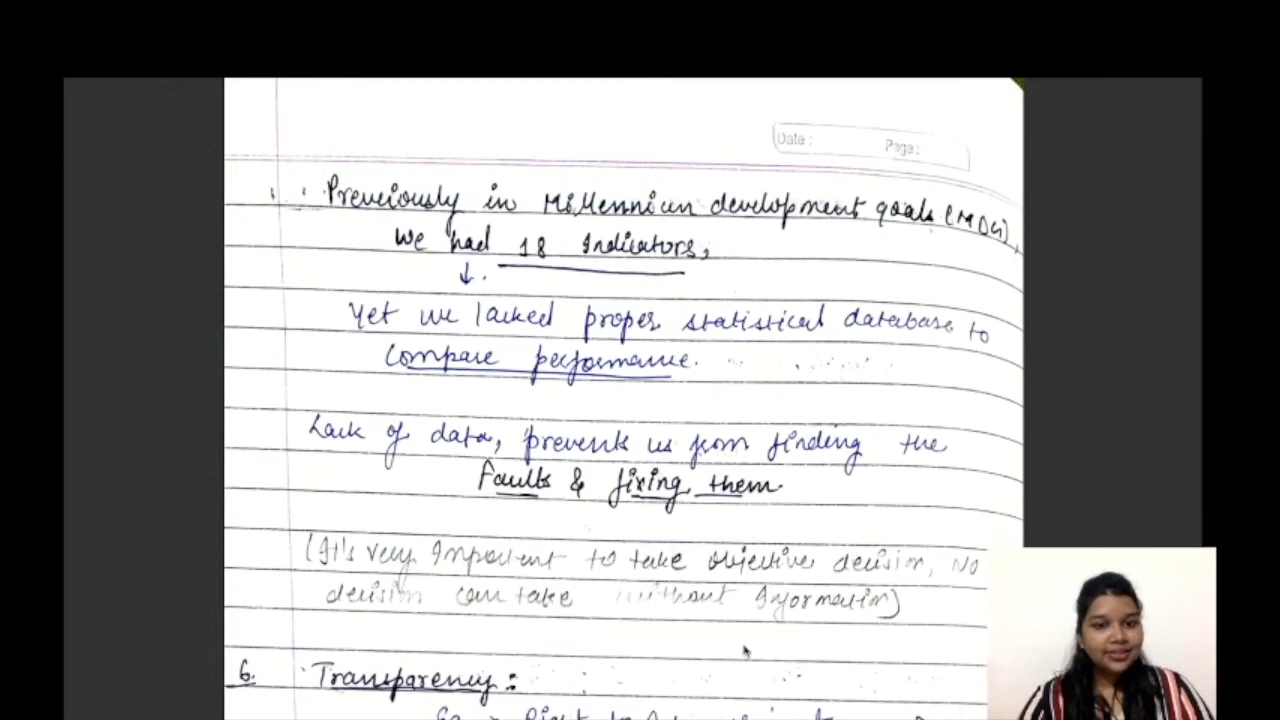 Date :
Page :
Previously in Millennium development goals (MDG),
We had 18 Indicators,
Yet we lacked proper statistical database to
compare performance.
Lack of data, prevents us from finding the
Faults & fixing them.
(It's very Important to take objective decision, No
decision can take without Information)
6. Transparency :